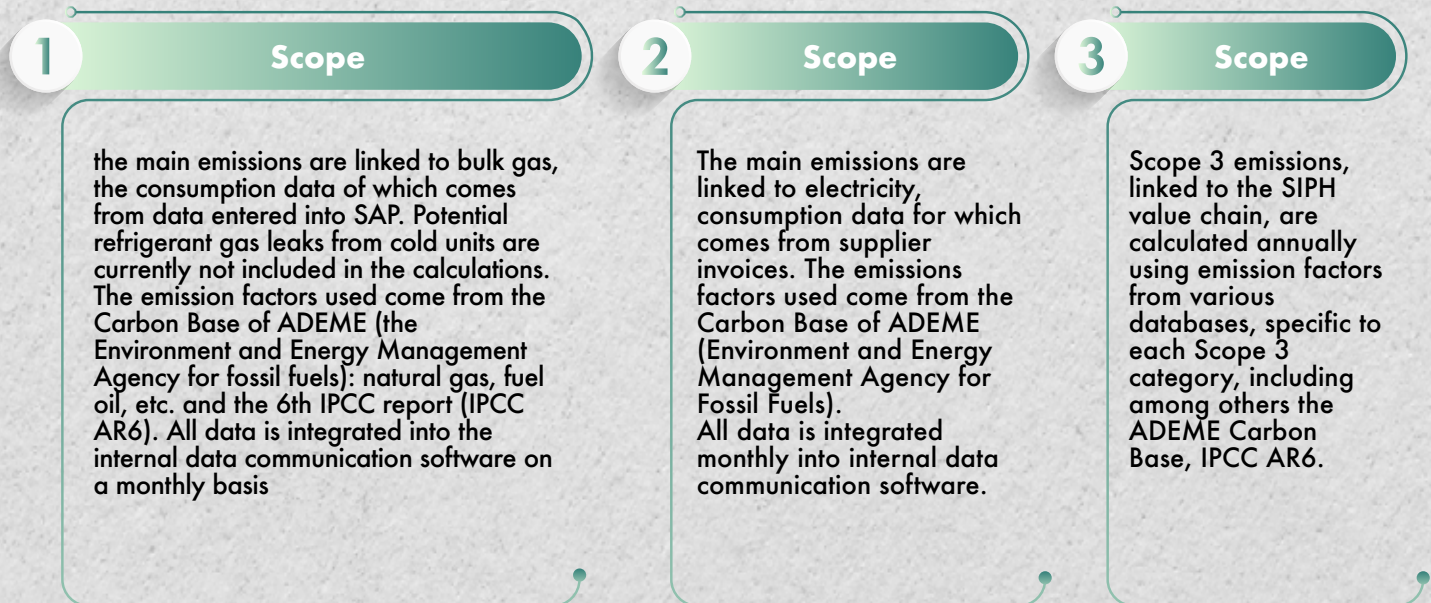 1
Scope
the main emissions are linked to bulk gas,
the consumption data of which comes
from data entered into SAP. Potential
refrigerant gas leaks from cold units are
currently not included in the calculations.
The emission factors used come from the
Carbon Base of ADEME (the
Environment and Energy Management
Agency for fossil fuels): natural gas, fuel
oil, etc. and the 6th IPCC report (IPCC
AR6). All data is integrated into the
internal data communication software on
a monthly basis
2
Scope
The main emissions are
linked to electricity,
consumption data for which
comes from supplier
invoices. The emissions
factors used come from the
Carbon Base of ADEME
(Environment and Energy
Management Agency for
Fossil Fuels).
All data is integrated
monthly into internal data
communication software.
3
Scope
Scope 3 emissions,
linked to the SIPH
value chain, are
calculated annually
using emission factors
from various
databases, specific to
each Scope 3
category, including
among others the
ADEME Carbon
Base, IPCC AR6.